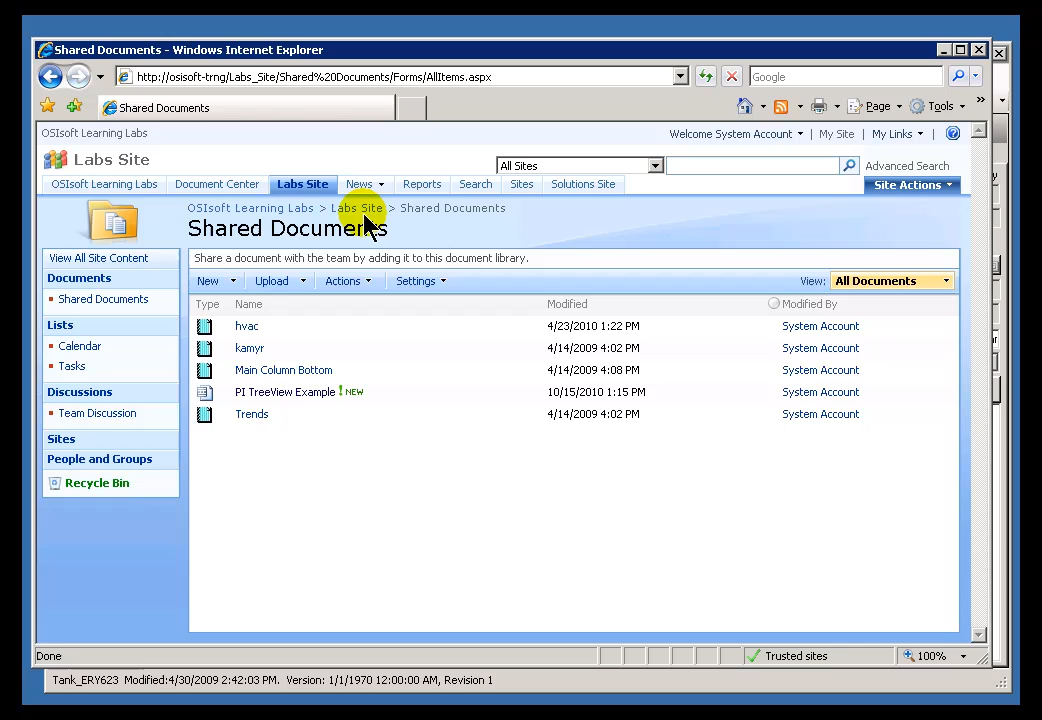 Shared Documents - Windows Internet Explorer
http://osisoft-trng/Labs_Site/Shared%20Documents/Forms/AllItems.aspx
Google
Shared Documents
Page
Tools
OSIsoft Learning Labs
Welcome System Account | My Site | My Links |
Labs Site
All Sites
Advanced Search
OSIsoft Learning Labs Document Center Labs Site News Reports Search Sites Solutions Site
Site Actions
OSIsoft Learning Labs > Labs Site > Shared Documents
Shared Documents
View All Site Content
Documents
Shared Documents
Lists
Calendar
Tasks
Discussions
Team Discussion
Sites
People and Groups
Recycle Bin
Share a document with the team by adding it to this document library.
New Upload Actions Settings
View: All Documents
Type Name Modified Modified By
hvac 4/23/2010 1:22 PM System Account
kamyr 4/14/2009 4:02 PM System Account
Main Column Bottom 4/14/2009 4:08 PM System Account
PI TreeView Example ! NEW 10/15/2010 1:15 PM System Account
Trends 4/14/2009 4:02 PM System Account
Done
Trusted sites
100%
Tank_ERY623 Modified:4/30/2009 2:42:03 PM. Version: 1/1/1970 12:00:00 AM, Revision 1